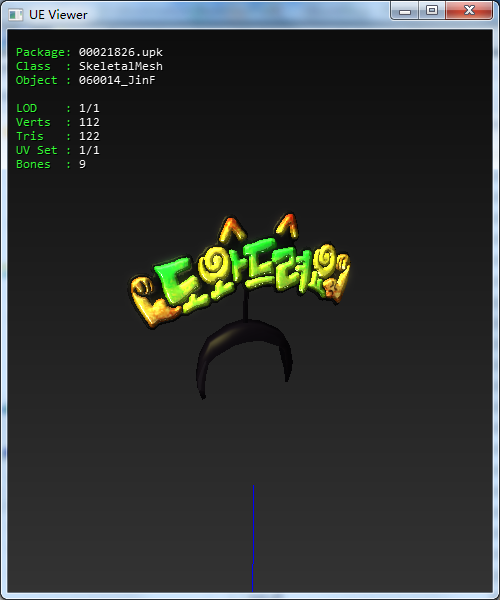 UE Viewer
Package: 00021826.upk
Class : SkeletalMesh
Object : 060014_JinF
LOD : 1/1
Verts : 112
Tris : 122
UV Set : 1/1
Bones : 9
도와드려요